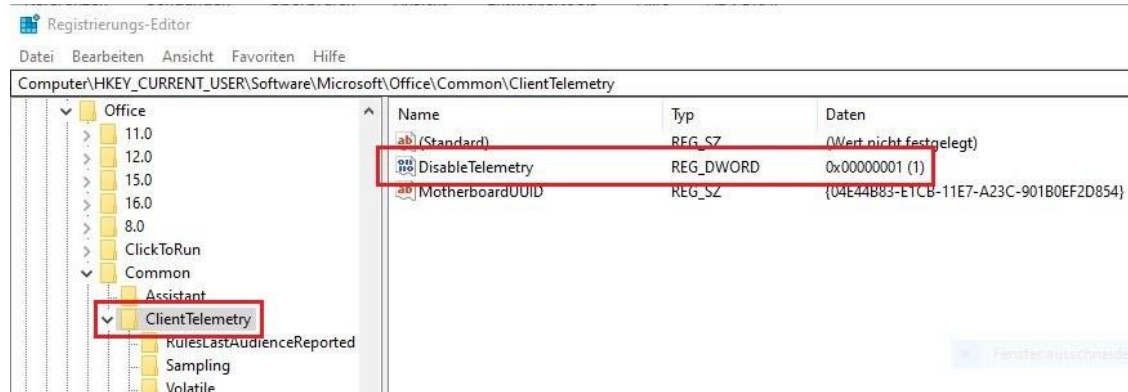 Registrierungs-Editor
Datei Bearbeiten Ansicht Favoriten Hilfe
Computer\HKEY_CURRENT_USER\Software\Microsoft\Office\Common\ClientTelemetry
Office
11.0
12.0
15.0
16.0
8.0
ClickToRun
Common
Assistant
ClientTelemetry
RulesLastAudienceReported
Sampling
Volatile
Name Typ Daten
(Standard) REG_SZ (Wert nicht festgelegt)
DisableTelemetry REG_DWORD 0x00000001 (1)
MotherboardUUID REG_SZ {04E44B83-E1CB-11E7-A23C-901B0EF2D854}
Fenster ausschneide